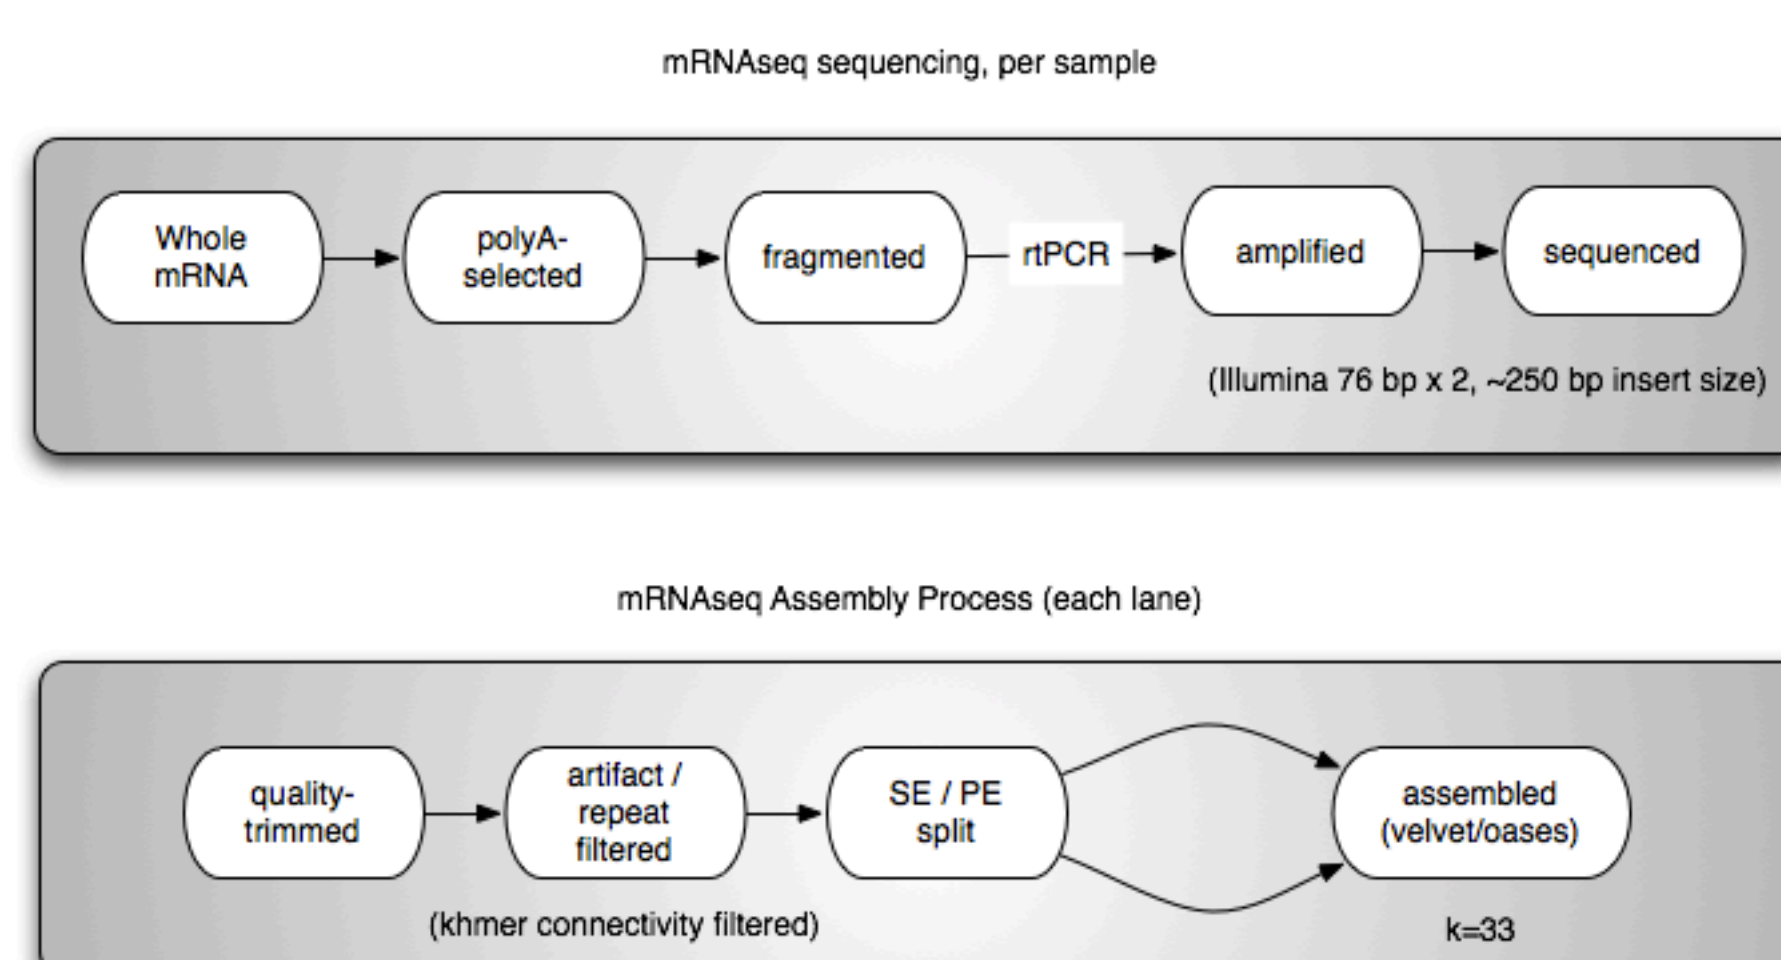 mRNAseq sequencing, per sample
Whole
mRNA
polyA-
selected
fragmented
rtPCR
amplified
sequenced
(Illumina 76 bp x 2, ~250 bp insert size)
mRNAseq Assembly Process (each lane)
quality-
trimmed
artifact /
repeat
filtered
SE / PE
split
assembled
(velvet/oases)
(khmer connectivity filtered)
k=33